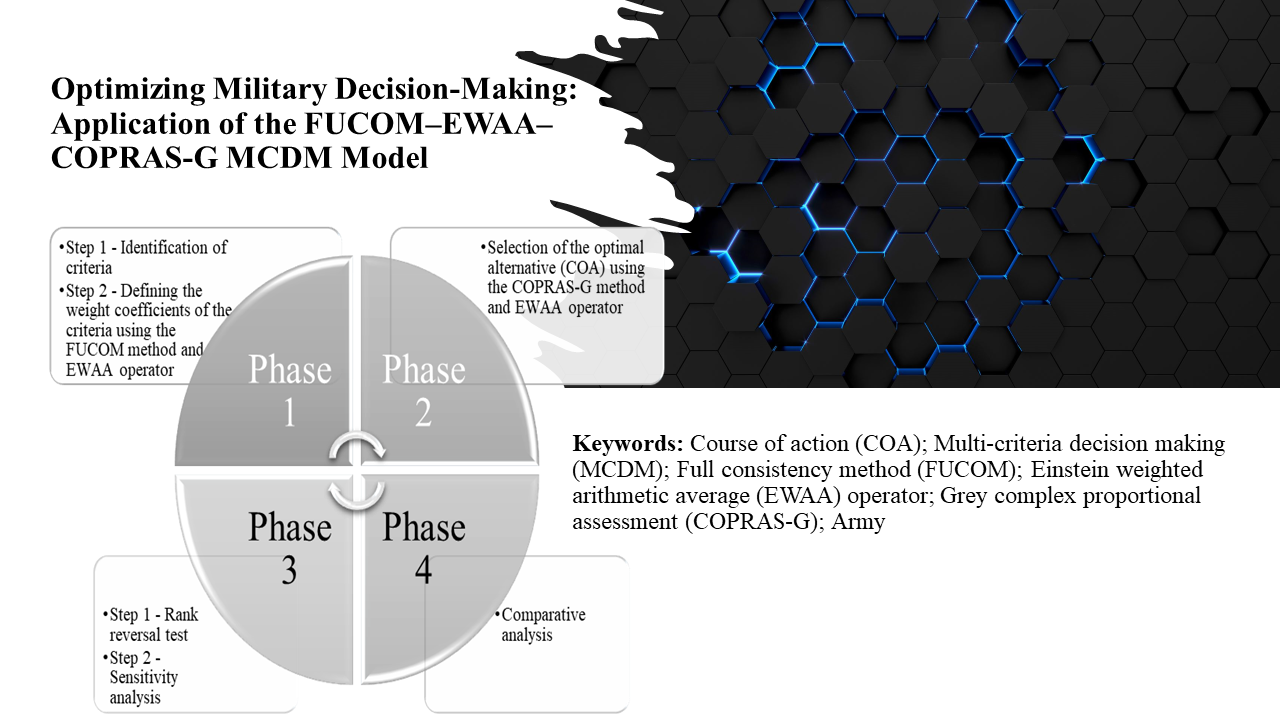 Optimizing Military Decision-Making:
Application of the FUCOM–EWAA–
COPRAS-G MCDM Model
•Step 1 - Identification of
criteria
•Step 2 - Defining the
weight coefficients of the
criteria using the
FUCOM method and
EWAA operator
•Selection of the optimal
alternative (COA) using
the COPRAS-G method
and EWAA operator
Phase
1
Phase
2
Phase
3
Phase
4
•Step 1 - Rank
reversal test
•Step 2 -
Sensitivity
analysis
•Comparative
analysis
Keywords: Course of action (COA); Multi-criteria decision making
(MCDM); Full consistency method (FUCOM); Einstein weighted
arithmetic average (EWAA) operator; Grey complex proportional
assessment (COPRAS-G); Army